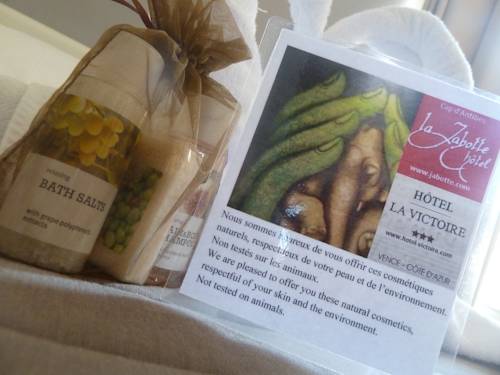 relaxing
BATH SALTS
with grape polyphenols
extracts
Cap d'Antibes
La Jabotte
hôtel
www.jabotte.com
HÔTEL
LA VICTOIRE
www.hotel-victoire.com
VENCE - CÔTE D'AZUR
Nous sommes heureux de vous offrir ces cosmétiques
naturels, respectueux de votre peau et de l'environnement.
Non testés sur les animaux.
We are pleased to offer you these natural cosmetics,
respectful of your skin and the environment.
Not tested on animals.